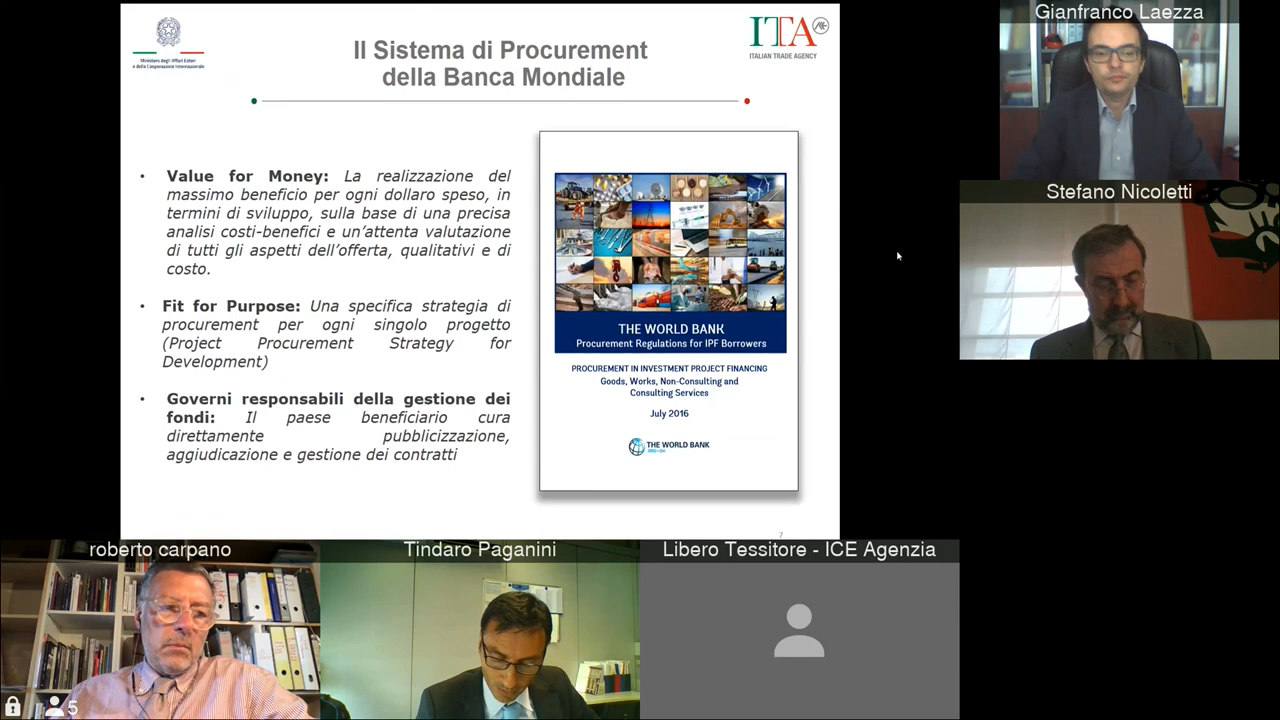 Ministero degli Affari Esteri
e della Cooperazione Internazionale
Il Sistema di Procurement
della Banca Mondiale
ITA
ITALIAN TRADE AGENCY
• Value for Money: La realizzazione del
massimo beneficio per ogni dollaro speso, in
termini di sviluppo, sulla base di una precisa
analisi costi-benefici e un’attenta valutazione
di tutti gli aspetti dell’offerta, qualitativi e di
costo.
• Fit for Purpose: Una specifica strategia di
procurement per ogni singolo progetto
(Project Procurement Strategy for
Development)
• Governi responsabili della gestione dei
fondi: Il paese beneficiario cura
direttamente pubblicizzazione,
aggiudicazione e gestione dei contratti
THE WORLD BANK
Procurement Regulations for IPF Borrowers
PROCUREMENT IN INVESTMENT PROJECT FINANCING
Goods, Works, Non-Consulting and
Consulting Services
July 2016
THE WORLD BANK
7
Gianfranco Laezza
Stefano Nicoletti
roberto carpano
Tindaro Paganini
Libero Tessitore - ICE Agenzia
5